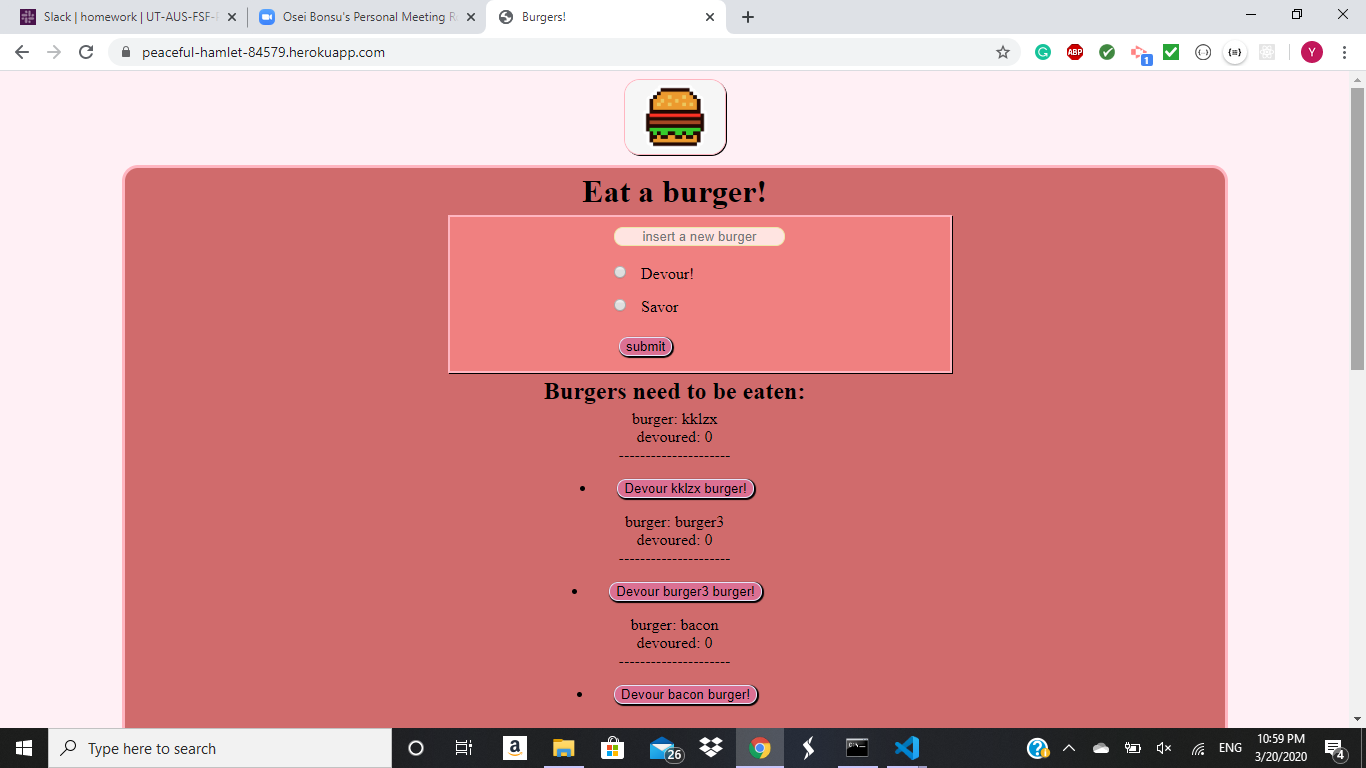 Slack | homework | UT-AUS-FSF-
Osei Bonsu's Personal Meeting R
Burgers!
peaceful-hamlet-84579.herokuapp.com
ABP
1
Y
Eat a burger!
insert a new burger
Devour!
Savor
submit
Burgers need to be eaten:
burger: kklzx
devoured: 0
---------------------
Devour kklzx burger!
burger: burger3
devoured: 0
---------------------
Devour burger3 burger!
burger: bacon
devoured: 0
---------------------
Devour bacon burger!
Type here to search
26
ENG
10:59 PM
3/20/2020
4